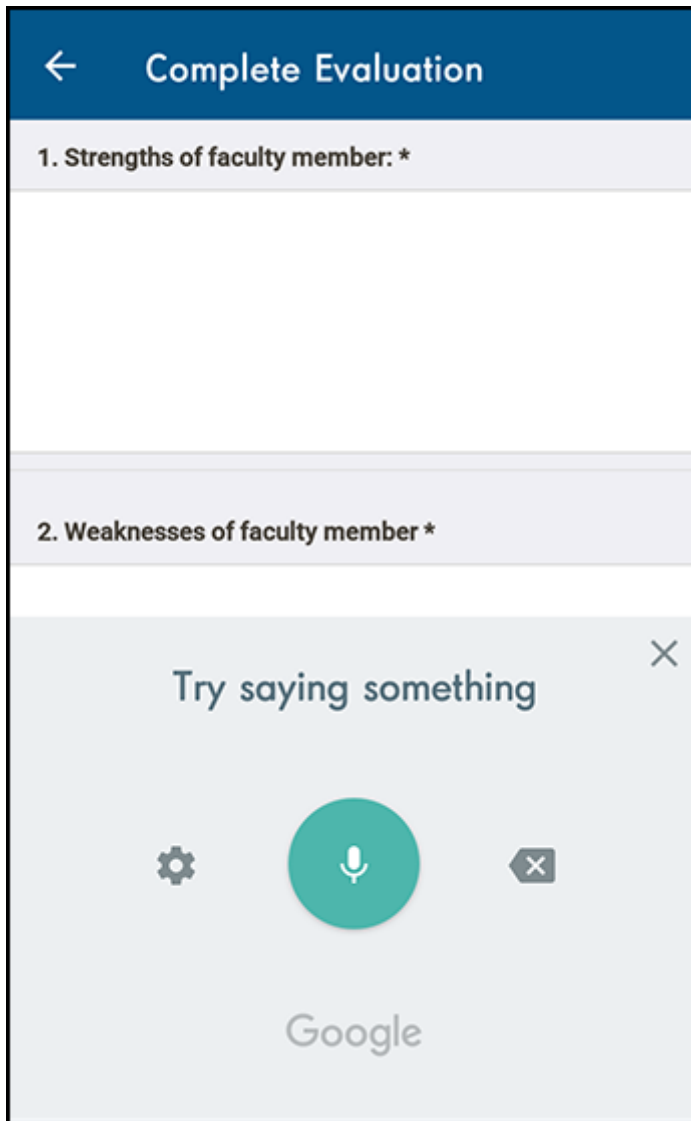 Complete Evaluation
1. Strengths of faculty member: *
2. Weaknesses of faculty member *
Try saying something
Google